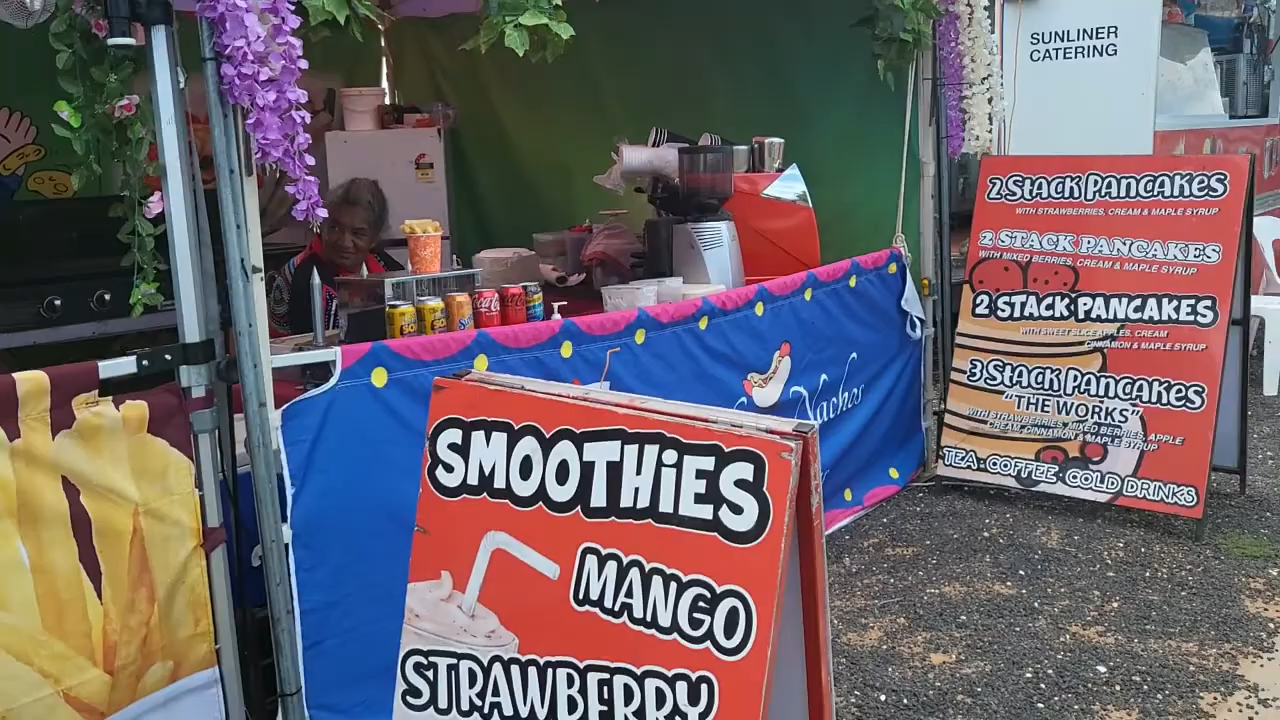 SUNLINER
CATERING
2 Stack Pancakes
WITH STRAWBERRIES, CREAM & MAPLE SYRUP
2 STACK PANCAKES
WITH MIXED BERRIES, CREAM & MAPLE SYRUP
2 STACK PANCAKES
WITH SWEET SLICE APPLES, CREAM
CINNAMON & MAPLE SYRUP
3 Stack Pancakes
"THE WORKS"
WITH STRAWBERRIES, MIXED BERRIES, APPLE
CREAM, CINNAMON & MAPLE SYRUP
TEA · COFFEE · COLD DRINKS
Coca-Cola
Nachos
SMOOTHiES
MANGO
STRAWBERRY